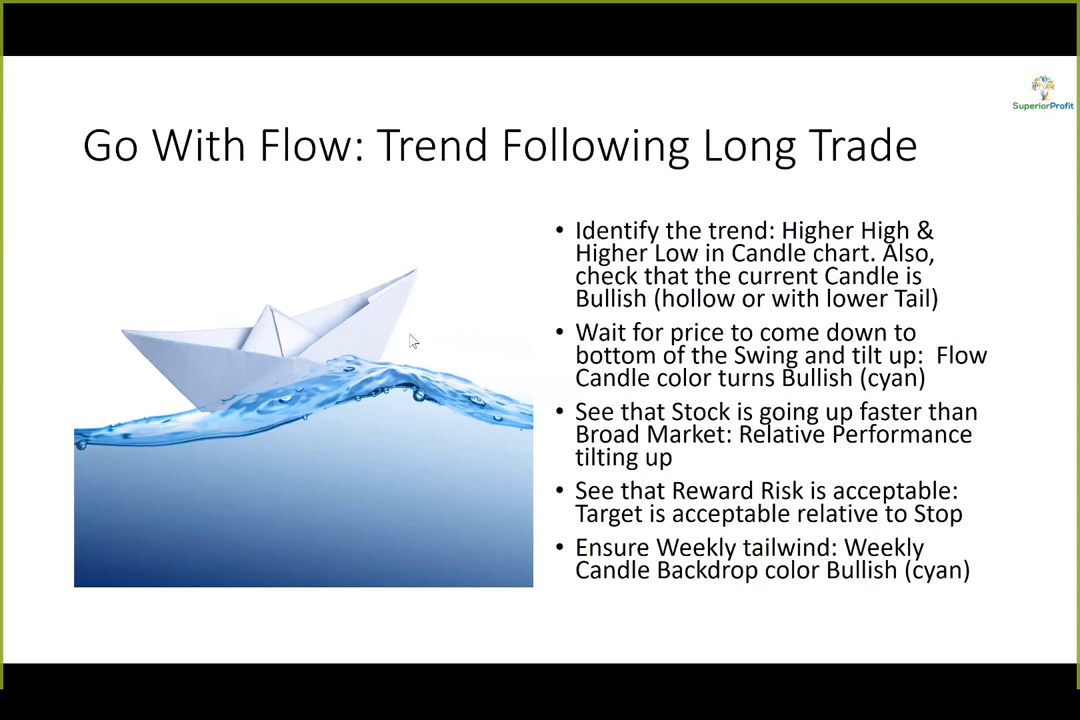 SuperiorProfit
Go With Flow: Trend Following Long Trade
• Identify the trend: Higher High &
Higher Low in Candle chart. Also,
check that the current Candle is
Bullish (hollow or with lower Tail)
• Wait for price to come down to
bottom of the Swing and tilt up:  Flow
Candle color turns Bullish (cyan)
• See that Stock is going up faster than
Broad Market: Relative Performance
tilting up
• See that Reward Risk is acceptable:
Target is acceptable relative to Stop
• Ensure Weekly tailwind: Weekly
Candle Backdrop color Bullish (cyan)